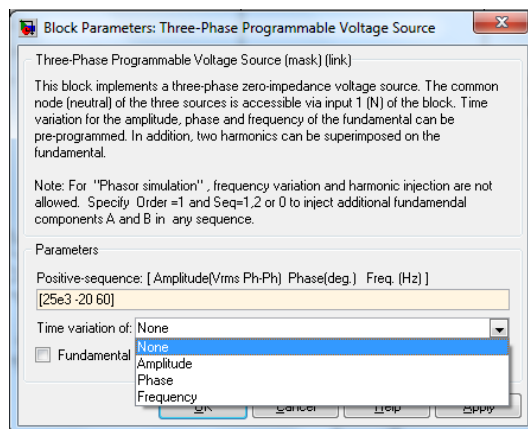 Block Parameters: Three-Phase Programmable Voltage Source
Three-Phase Programmable Voltage Source (mask) (link)
This block implements a three-phase zero-impedance voltage source. The common
node (neutral) of the three sources is accessible via input 1 (N) of the block. Time
variation for the amplitude, phase and frequency of the fundamental can be
pre-programmed. In addition, two harmonics can be superimposed on the
fundamental.
Note: For "Phasor simulation", frequency variation and harmonic injection are not
allowed. Specify Order =1 and Seq=1,2 or 0 to inject additional fundamendal
components A and B in any sequence.
Parameters
Positive-sequence: [ Amplitude(Vrms Ph-Ph) Phase(deg.) Freq. (Hz) ]
[25e3 -20 60]
Time variation of: None
None
Fundamental
Amplitude
Phase
Frequency
OK Cancel Help Apply